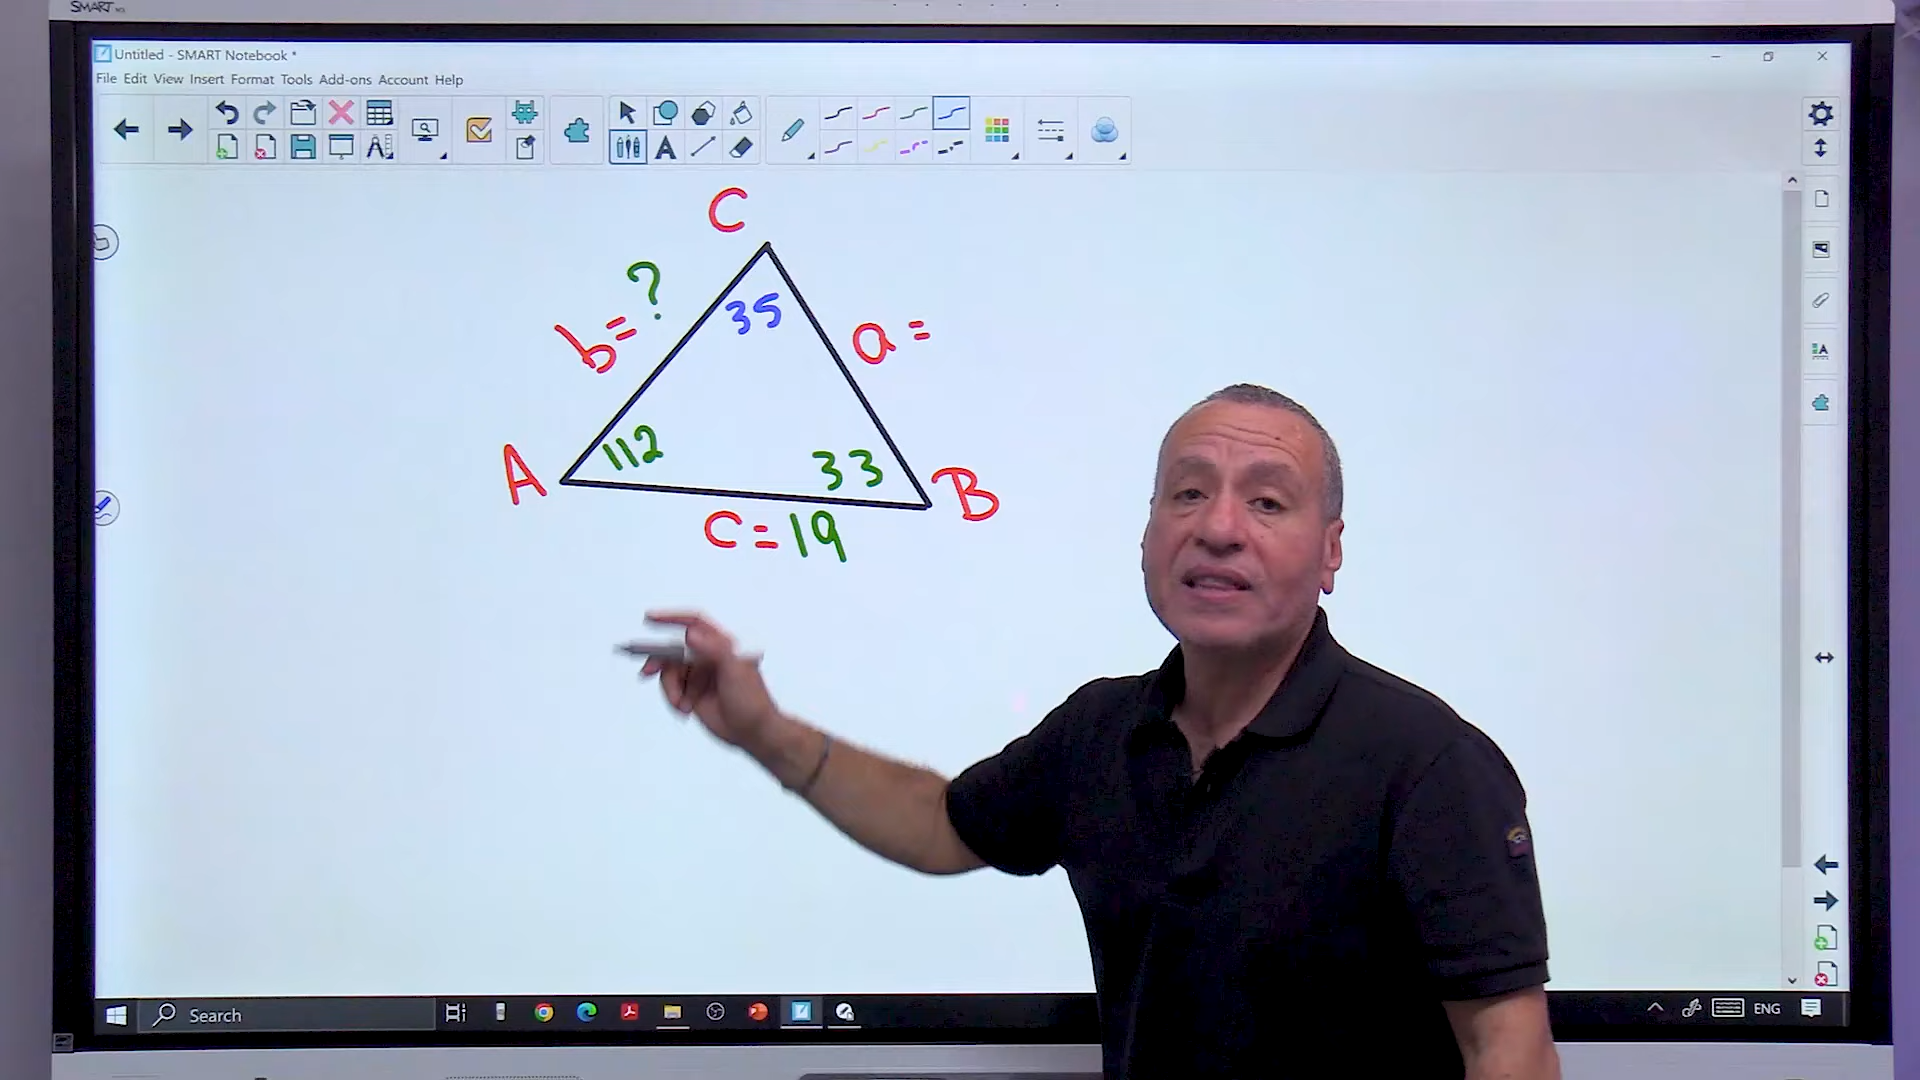 SMART
Untitled - SMART Notebook *
File Edit View Insert Format Tools Add-ons Account Help
C
b = ?
35
a =
A
112
33
B
c = 19
Search
ENG